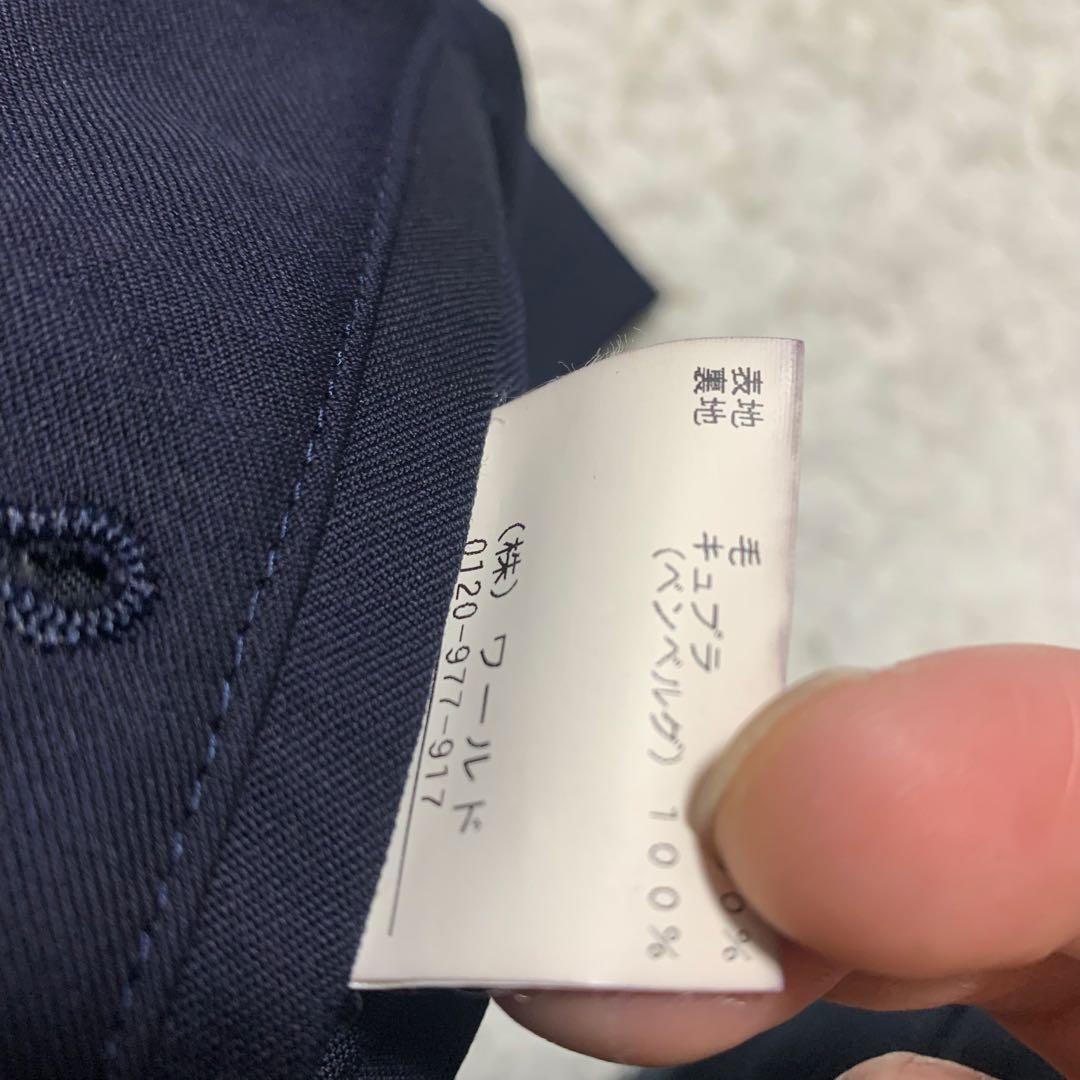 表地 毛 0%
裏地 キュプラ
(ベンベルグ) 100%
(株) ワールド
0120-977-917